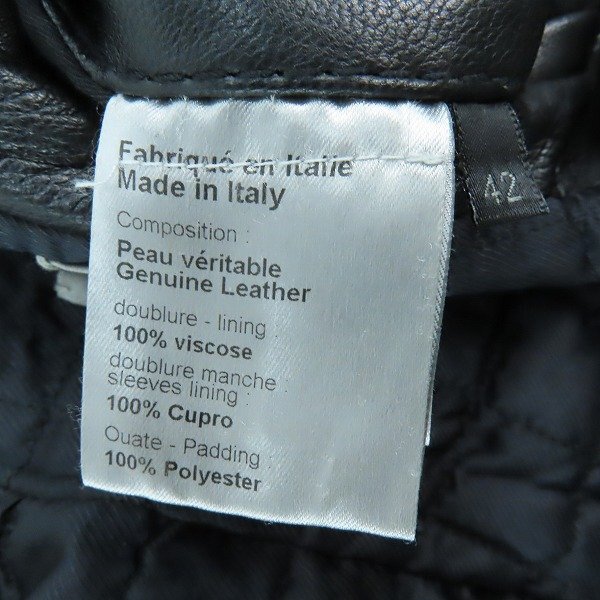 Fabriqué en Italie
Made in Italy
Composition :
Peau véritable
Genuine Leather
doublure - lining :
100% viscose
doublure manche :
sleeves lining :
100% Cupro
Ouate - Padding :
100% Polyester
42